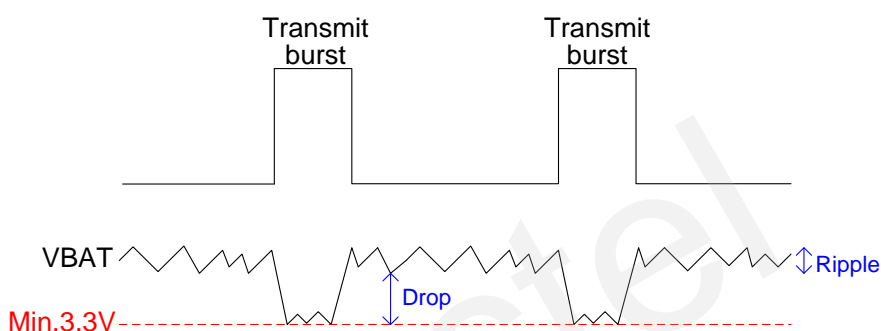 Transmit
burst
Transmit
burst
VBAT
Ripple
Drop
Min.3.3V